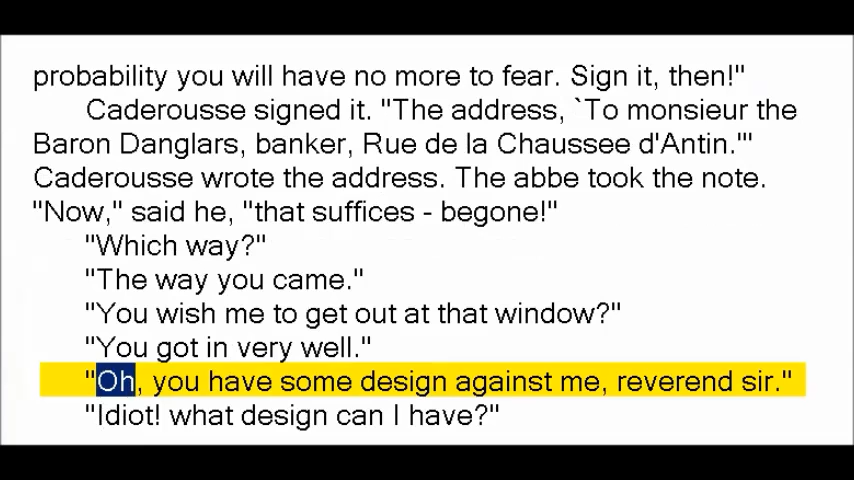 probability you will have no more to fear. Sign it, then!"
Caderousse signed it. "The address, `To monsieur the
Baron Danglars, banker, Rue de la Chaussee d'Antin.'"
Caderousse wrote the address. The abbe took the note.
"Now," said he, "that suffices - begone!"
"Which way?"
"The way you came."
"You wish me to get out at that window?"
"You got in very well."
"Oh, you have some design against me, reverend sir."
"Idiot! what design can I have?"